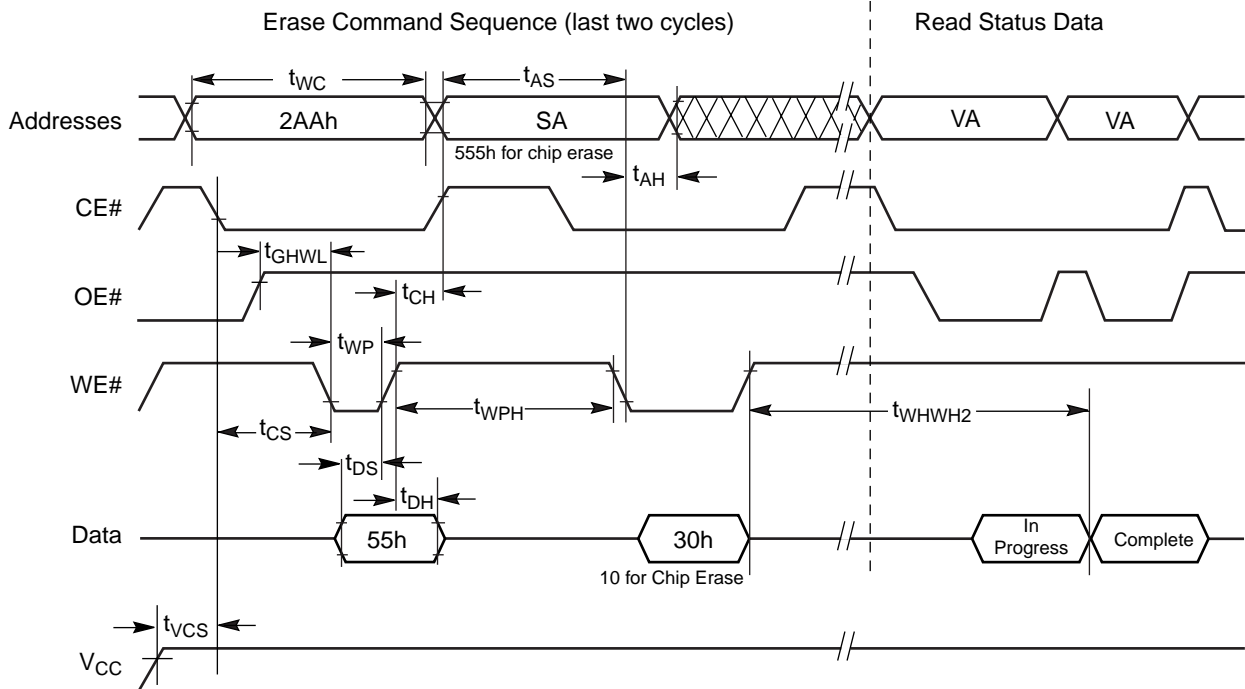 Erase Command Sequence (last two cycles)
Read Status Data
tWC
tAS
Addresses
2AAh
SA
VA
VA
555h for chip erase
tAH
CE#
tGHWL
OE#
tCH
tWP
WE#
tWPH
tWHWH2
tCS
tDS
tDH
Data
55h
30h
In
Progress
Complete
10 for Chip Erase
tVCS
VCC